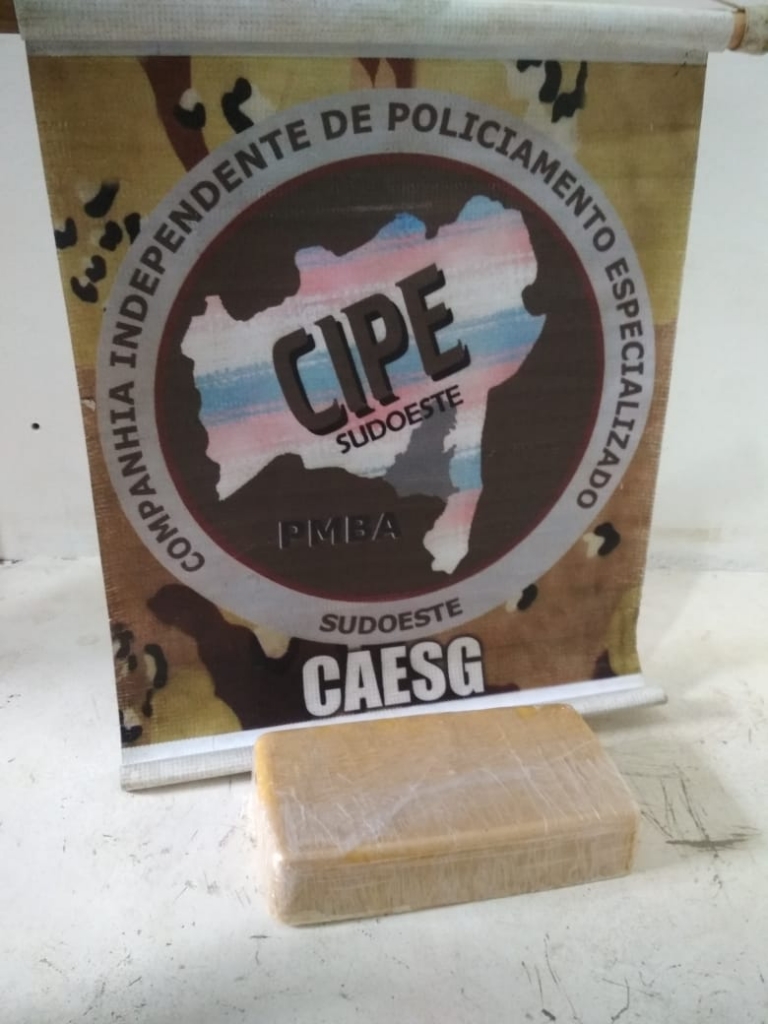 COMPANHIA INDEPENDENTE DE POLICIAMENTO ESPECIALIZADO
CIPE
SUDOESTE
PMBA
SUDOESTE
CAESG